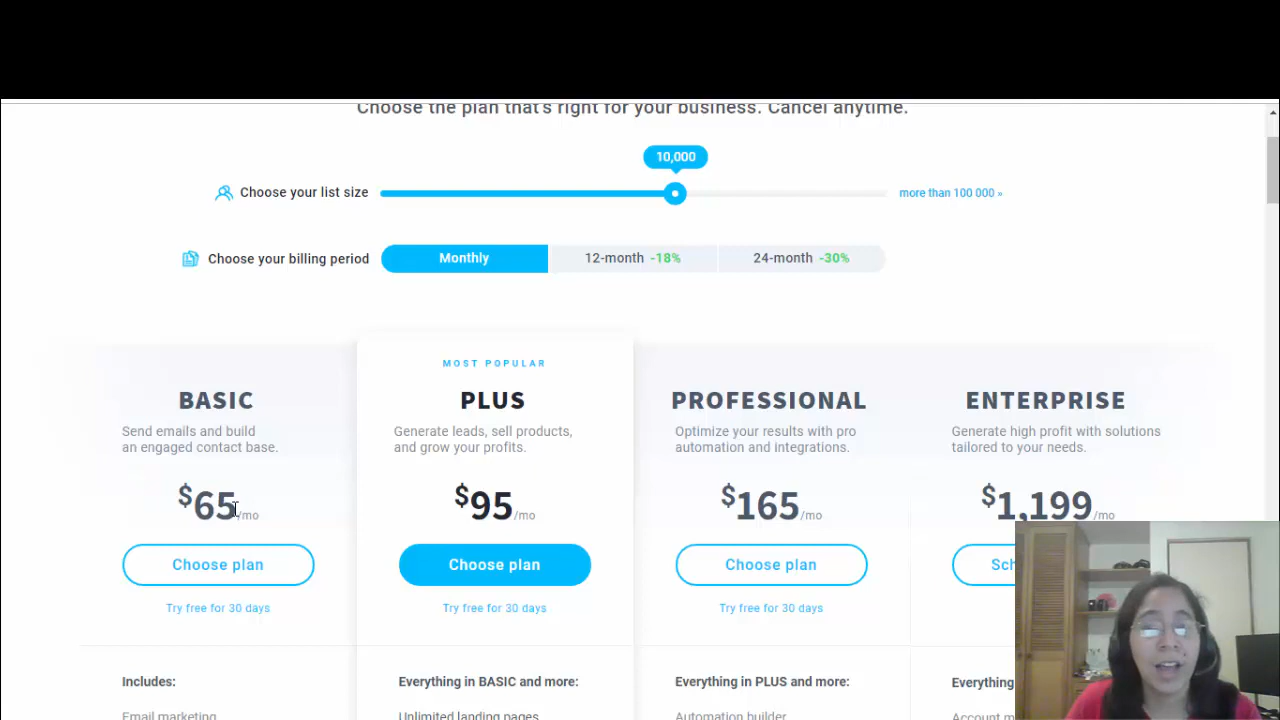 Choose the plan that's right for your business. Cancel anytime.
10,000
Choose your list size
more than 100 000 »
Choose your billing period
Monthly
12-month -18%
24-month -30%
MOST POPULAR
BASIC
Send emails and build
an engaged contact base.
$65/mo
Choose plan
Try free for 30 days
Includes:
Email marketing
PLUS
Generate leads, sell products,
and grow your profits.
$95/mo
Choose plan
Try free for 30 days
Everything in BASIC and more:
Unlimited landing pages
PROFESSIONAL
Optimize your results with pro
automation and integrations.
$165/mo
Choose plan
Try free for 30 days
Everything in PLUS and more:
Automation builder
ENTERPRISE
Generate high profit with solutions
tailored to your needs.
$1,199/mo
Sch
Everything
Account m